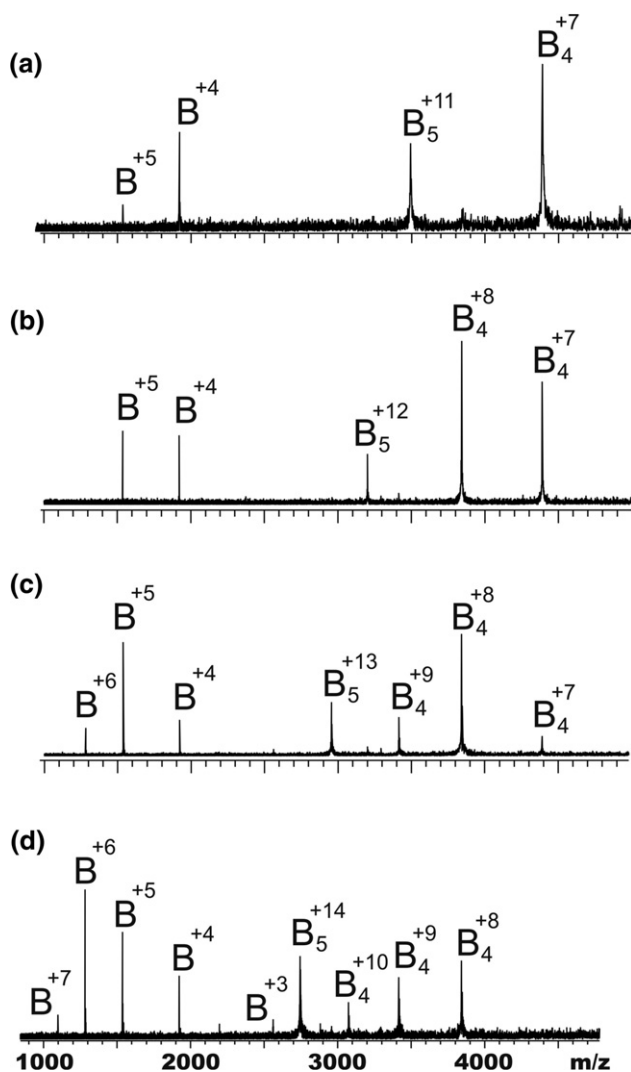 (a)
B+5 B+4 B5+11 B4+7
(b)
B+5 B+4 B5+12 B4+8 B4+7
(c)
B+6 B+5 B+4 B5+13 B4+9 B4+8 B4+7
(d)
B+7 B+6 B+5 B+4 B+3 B5+14 B4+10 B4+9 B4+8
1000 2000 3000 4000 m/z